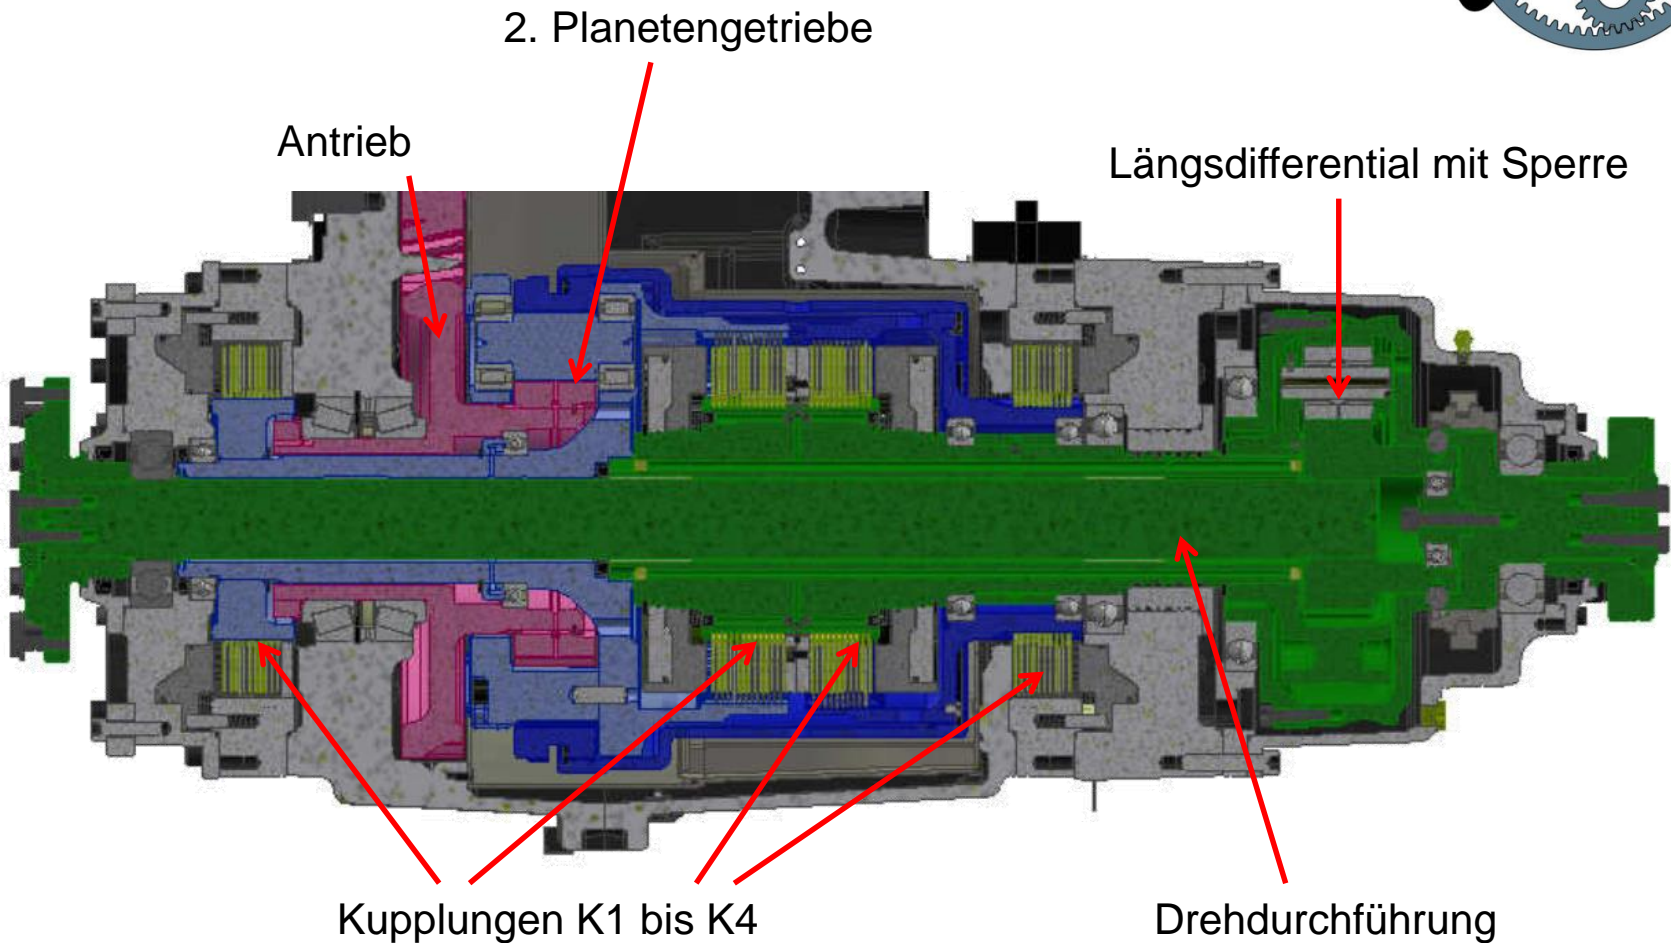 2. Planetengetriebe
Antrieb
Längsdifferential mit Sperre
Kupplungen K1 bis K4
Drehdurchführung